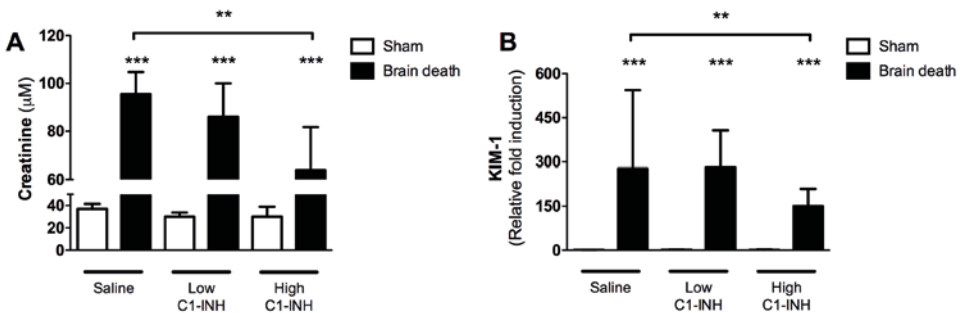 A
**
Sham
Brain death
***
***
***
Creatinine (μM)
120
100
80
60
40
20
0
Saline
Low
C1-INH
High
C1-INH
B
**
Sham
Brain death
***
***
***
KIM-1
(Relative fold induction)
600
450
300
150
0
Saline
Low
C1-INH
High
C1-INH